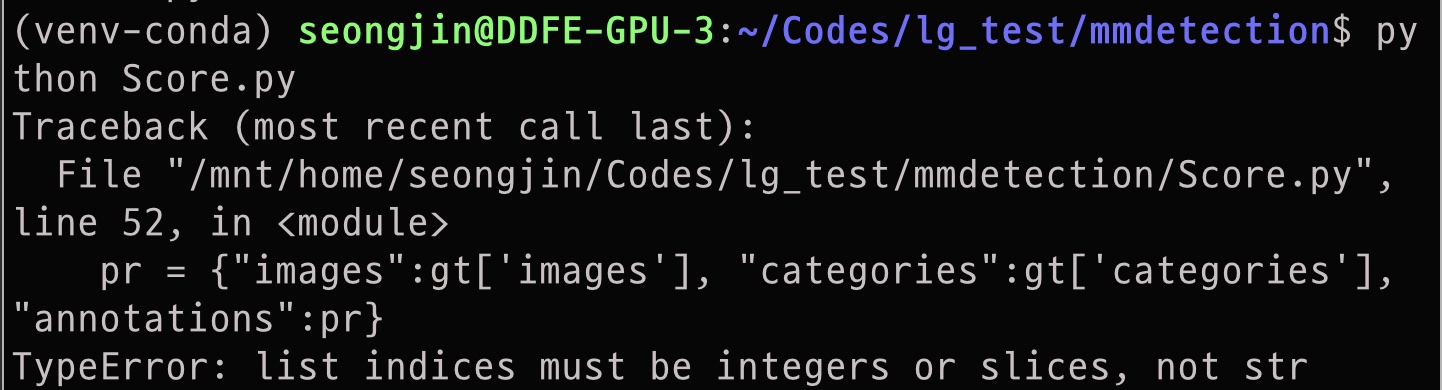 (venv-conda) seongjin@DDFE-GPU-3:~/Codes/lg_test/mmdetection$ py
thon Score.py
Traceback (most recent call last):
  File "/mnt/home/seongjin/Codes/lg_test/mmdetection/Score.py",
line 52, in <module>
    pr = {"images":gt['images'], "categories":gt['categories'],
"annotations":pr}
TypeError: list indices must be integers or slices, not str